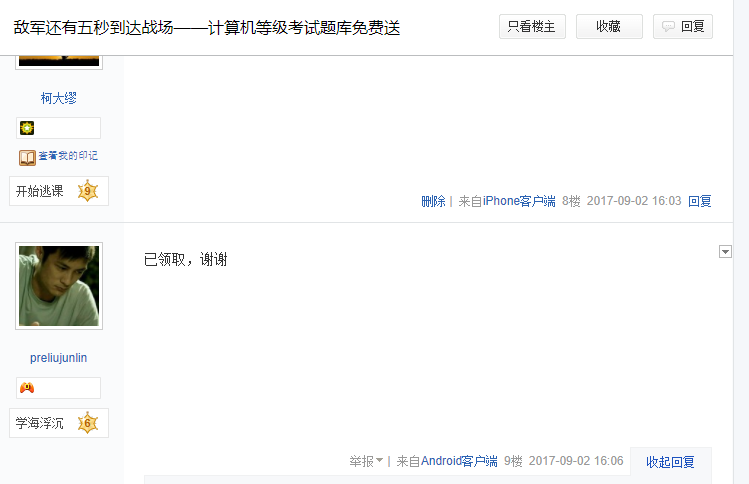 敌军还有五秒到达战场——计算机等级考试题库免费送
只看楼主
收藏
回复
柯大缪
查看我的印记
开始逃课 9
删除 | 来自iPhone客户端 8楼 2017-09-02 16:03 回复
已领取，谢谢
preliujunlin
学海浮沉 6
举报 | 来自Android客户端 9楼 2017-09-02 16:06 收起回复